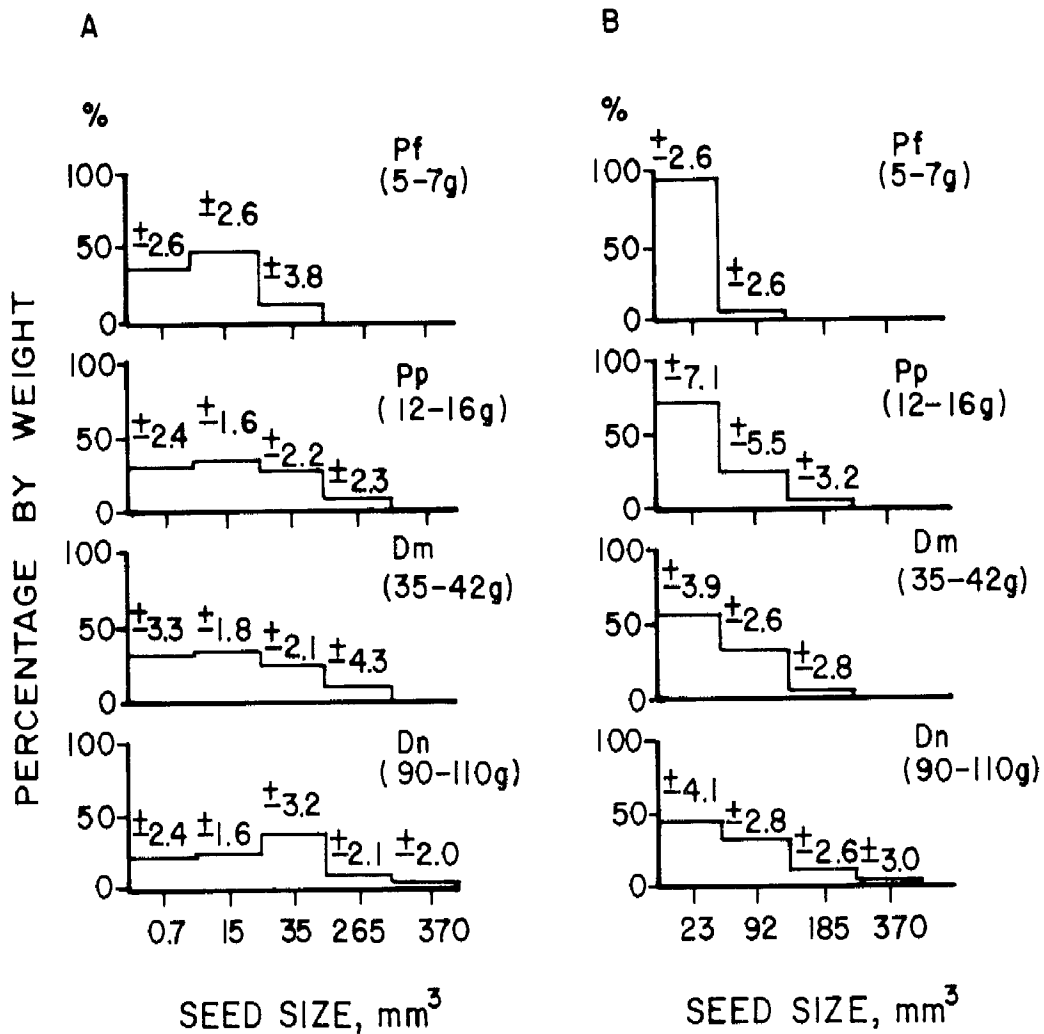 A
B
PERCENTAGE BY WEIGHT
%
Pf
(5-7g)
100
50
0
±2.6
±2.6
±3.8
Pp
(12-16g)
100
50
0
±2.4
±1.6
±2.2
±2.3
Dm
(35-42g)
100
50
0
±3.3
±1.8
±2.1
±4.3
Dn
(90-110g)
100
50
0
±2.4
±1.6
±3.2
±2.1
±2.0
0.7 15 35 265 370
SEED SIZE, mm³
%
Pf
(5-7g)
100
50
0
±2.6
±2.6
Pp
(12-16g)
100
50
0
±7.1
±5.5
±3.2
Dm
(35-42g)
100
50
0
±3.9
±2.6
±2.8
Dn
(90-110g)
100
50
0
±4.1
±2.8
±2.6
±3.0
23 92 185 370
SEED SIZE, mm³